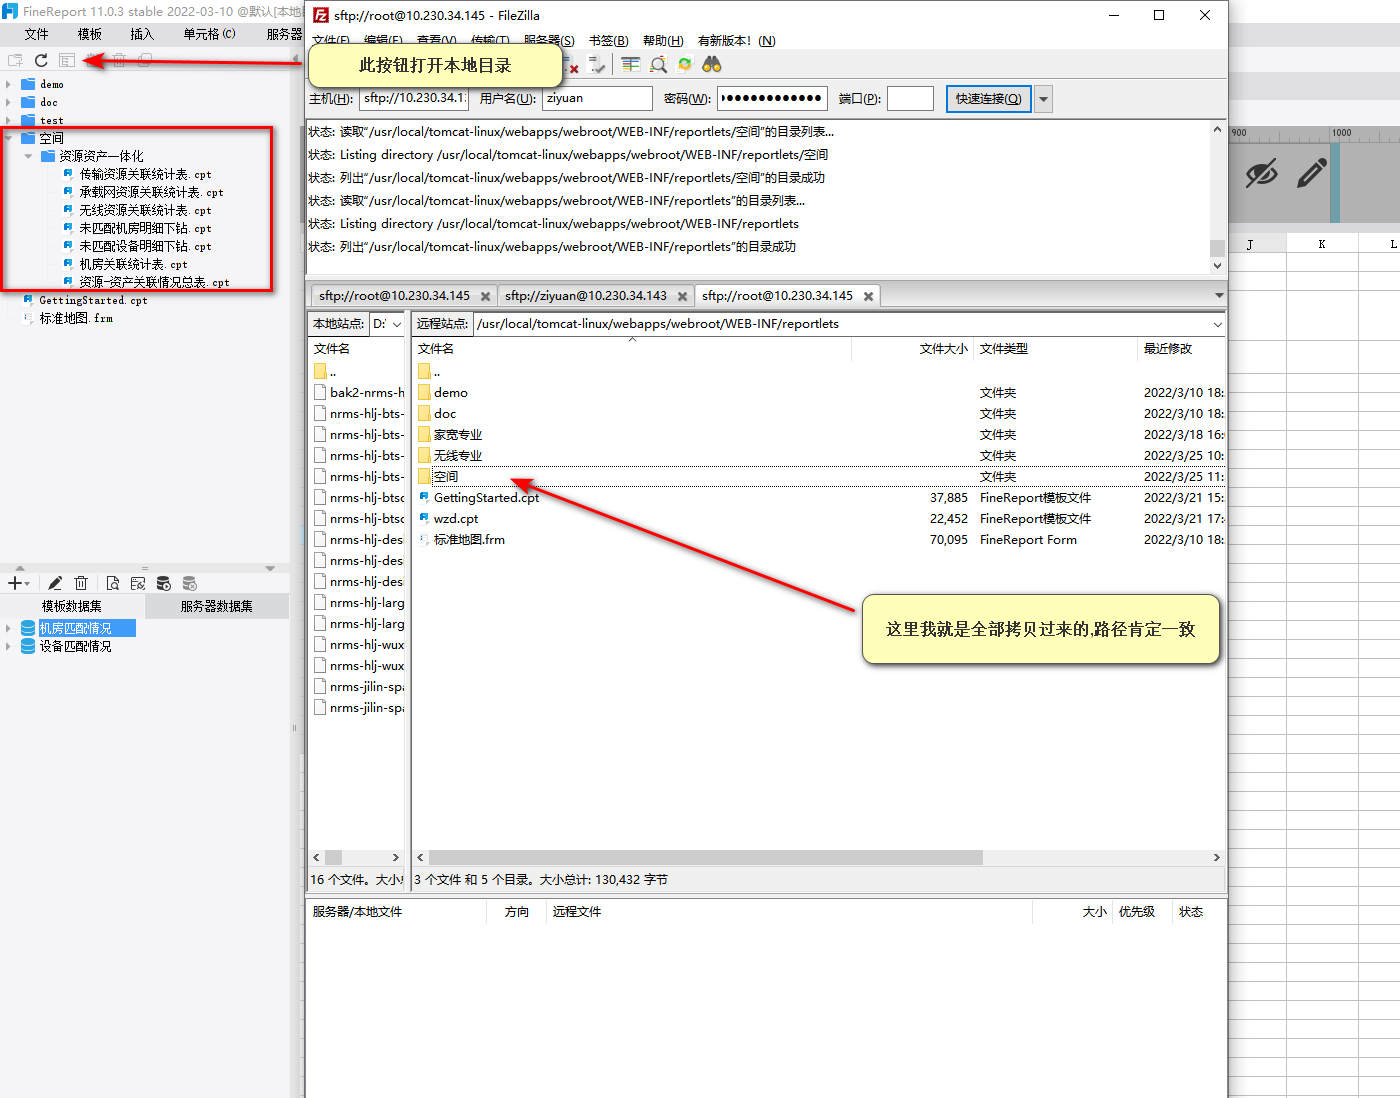 FineReport 11.0.3 stable 2022-03-10 @默认[本地
文件 模板 插入 单元格(C) 服务器
demo
doc
test
空间
资源资产一体化
传输资源关联统计表.cpt
承载网资源关联统计表.cpt
无线资源关联统计表.cpt
未匹配机房明细下钻.cpt
未匹配设备明细下钻.cpt
机房关联统计表.cpt
资源-资产关联情况总表.cpt
GettingStarted.cpt
标准地图.frm
模板数据集 服务器数据集
机房匹配情况
设备匹配情况
sftp://root@10.230.34.145 - FileZilla
文件(F) 编辑(E) 查看(V) 传输(T) 服务器(S) 书签(B) 帮助(H) 有新版本! (N)
此按钮打开本地目录
主机(H): sftp://10.230.34.1 用户名(U): ziyuan 密码(W): ●●●●●●●●●●●●● 端口(P): 快速连接(Q)
状态: 读取“/usr/local/tomcat-linux/webapps/webroot/WEB-INF/reportlets/空间”的目录列表...
状态: Listing directory /usr/local/tomcat-linux/webapps/webroot/WEB-INF/reportlets/空间
状态: 列出“/usr/local/tomcat-linux/webapps/webroot/WEB-INF/reportlets/空间”的目录成功
状态: 读取“/usr/local/tomcat-linux/webapps/webroot/WEB-INF/reportlets”的目录列表...
状态: Listing directory /usr/local/tomcat-linux/webapps/webroot/WEB-INF/reportlets
状态: 列出“/usr/local/tomcat-linux/webapps/webroot/WEB-INF/reportlets”的目录成功
sftp://root@10.230.34.145 sftp://ziyuan@10.230.34.143 sftp://root@10.230.34.145
本地站点: D:\
文件名
..
bak2-nrms-h
nrms-hlj-bts-
nrms-hlj-bts-
nrms-hlj-bts-
nrms-hlj-bts-
nrms-hlj-btsc
nrms-hlj-btsc
nrms-hlj-des
nrms-hlj-des
nrms-hlj-des
nrms-hlj-larg
nrms-hlj-larg
nrms-hlj-wux
nrms-hlj-wux
nrms-jilin-spa
nrms-jilin-spa
16 个文件。大小
远程站点: /usr/local/tomcat-linux/webapps/webroot/WEB-INF/reportlets
文件名 文件大小 文件类型 最近修改
..
demo 文件夹 2022/3/10 18:
doc 文件夹 2022/3/10 18:
家宽专业 文件夹 2022/3/18 16:
无线专业 文件夹 2022/3/25 10:
空间 文件夹 2022/3/25 11:
GettingStarted.cpt 37,885 FineReport模板文件 2022/3/21 15:
wzd.cpt 22,452 FineReport模板文件 2022/3/21 17:
标准地图.frm 70,095 FineReport Form 2022/3/10 18:
这里我就是全部拷贝过来的,路径肯定一致
3 个文件 和 5 个目录。大小总计: 130,432 字节
服务器/本地文件 方向 远程文件 大小 优先级 状态
900 1000
J K L